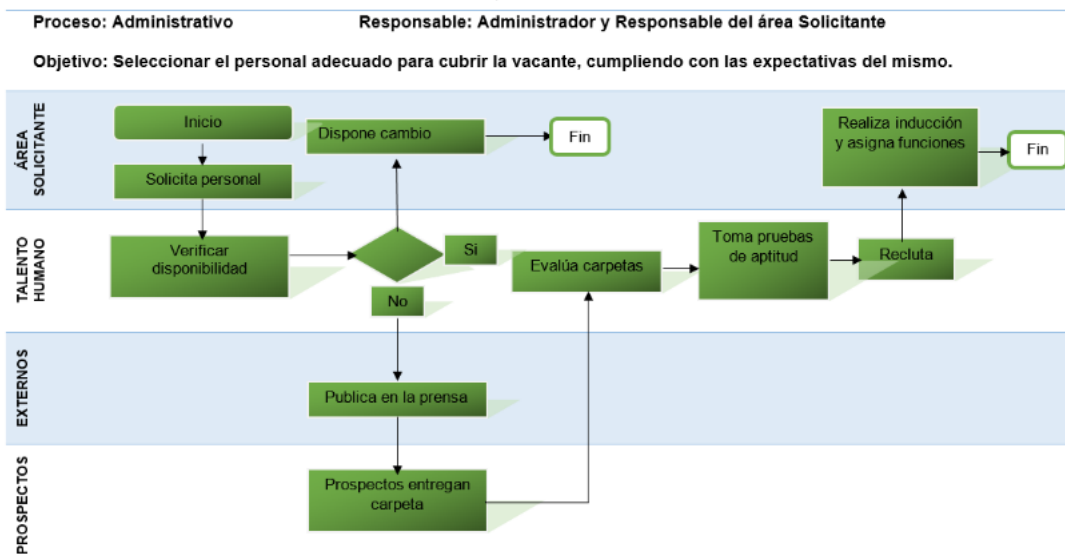 Proceso: Administrativo
Responsable: Administrador y Responsable del área Solicitante
Objetivo: Seleccionar el personal adecuado para cubrir la vacante, cumpliendo con las expectativas del mismo.
ÁREA
SOLICITANTE
Inicio
Solicita personal
Dispone cambio
Fin
Realiza inducción
y asigna funciones
Fin
TALENTO
HUMANO
Verificar
disponibilidad
Si
No
Evalúa carpetas
Toma pruebas
de aptitud
Recluta
EXTERNOS
Publica en la prensa
PROSPECTOS
Prospectos entregan
carpeta